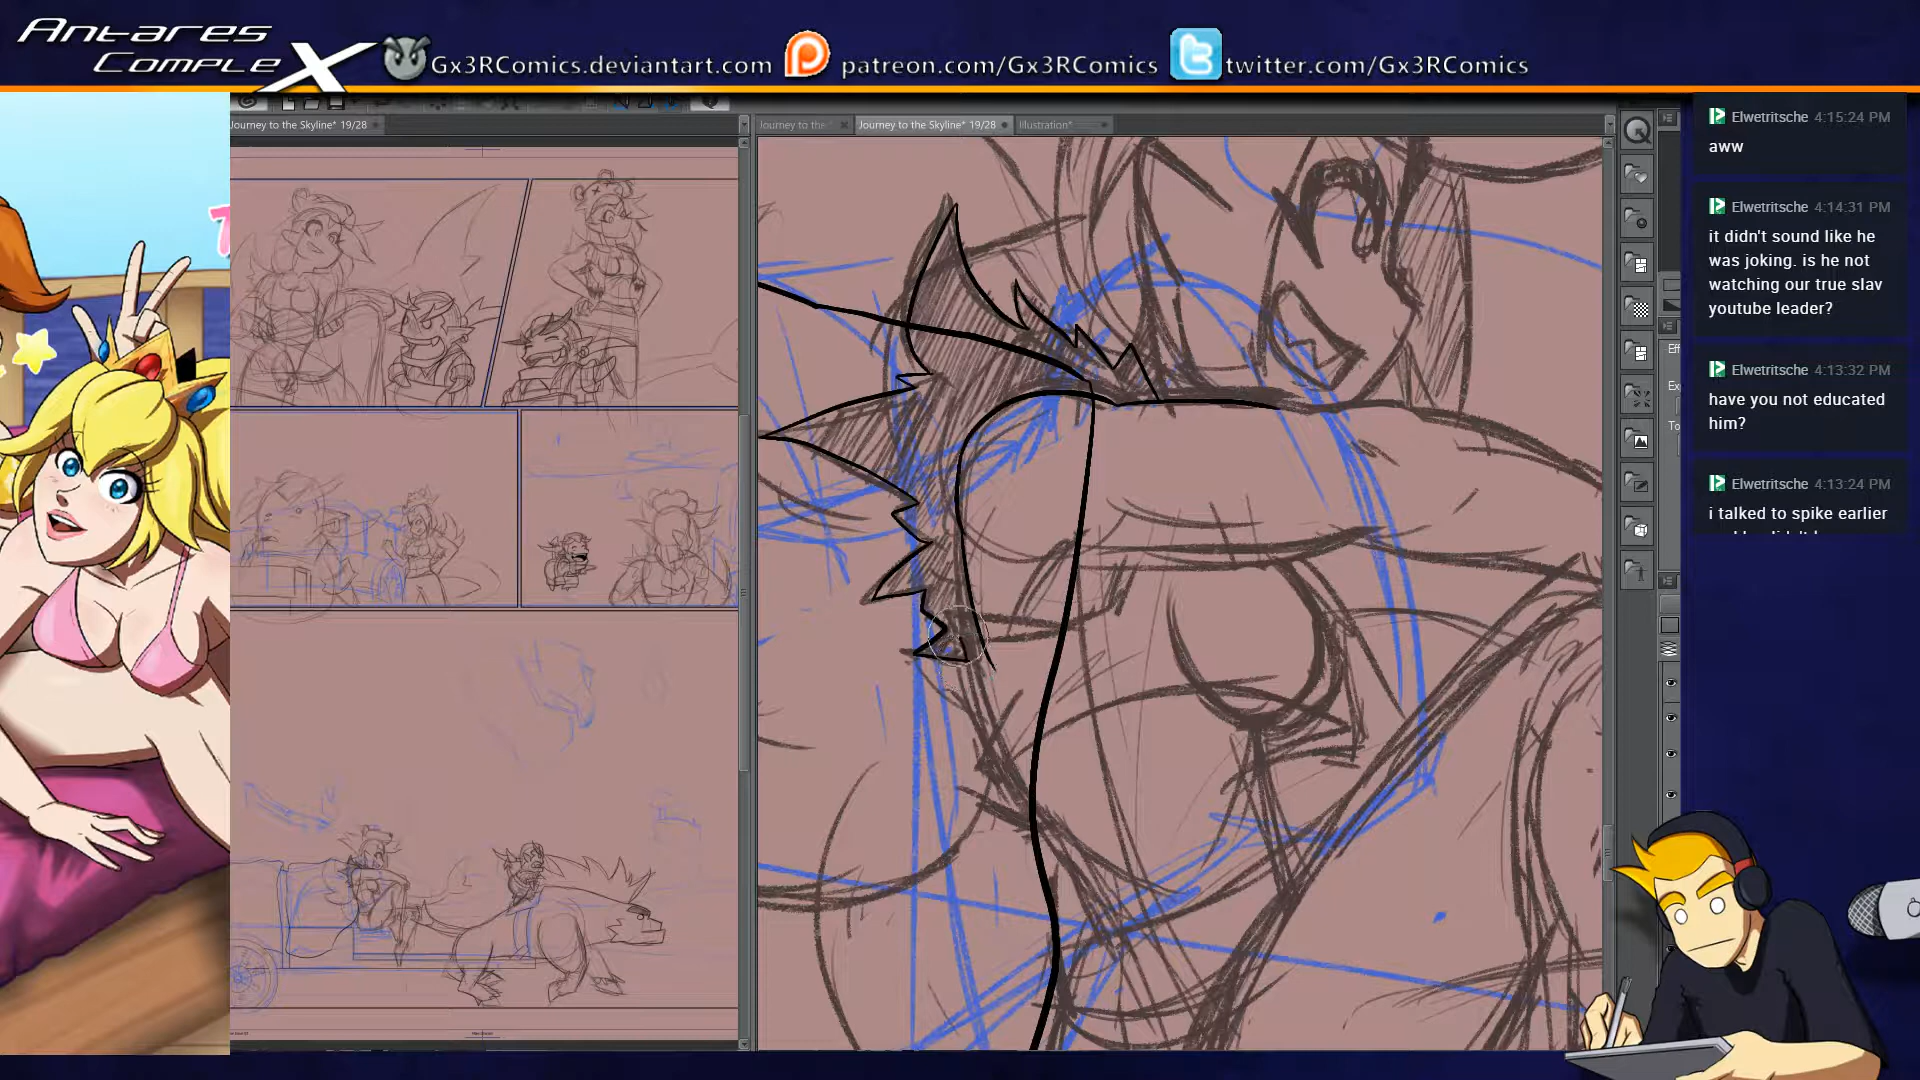 Antares
Complex
Gx3RComics.deviantart.com
patreon.com/Gx3RComics
twitter.com/Gx3RComics
Journey to the Skyline* 19/28
Journey to the
Journey to the Skyline* 19/28
Illustration*
Elwetritsche 4:15:24 PM
aww
Elwetritsche 4:14:31 PM
it didn't sound like he
was joking. is he not
watching our true slav
youtube leader?
Elwetritsche 4:13:32 PM
have you not educated
him?
Elwetritsche 4:13:24 PM
i talked to spike earlier